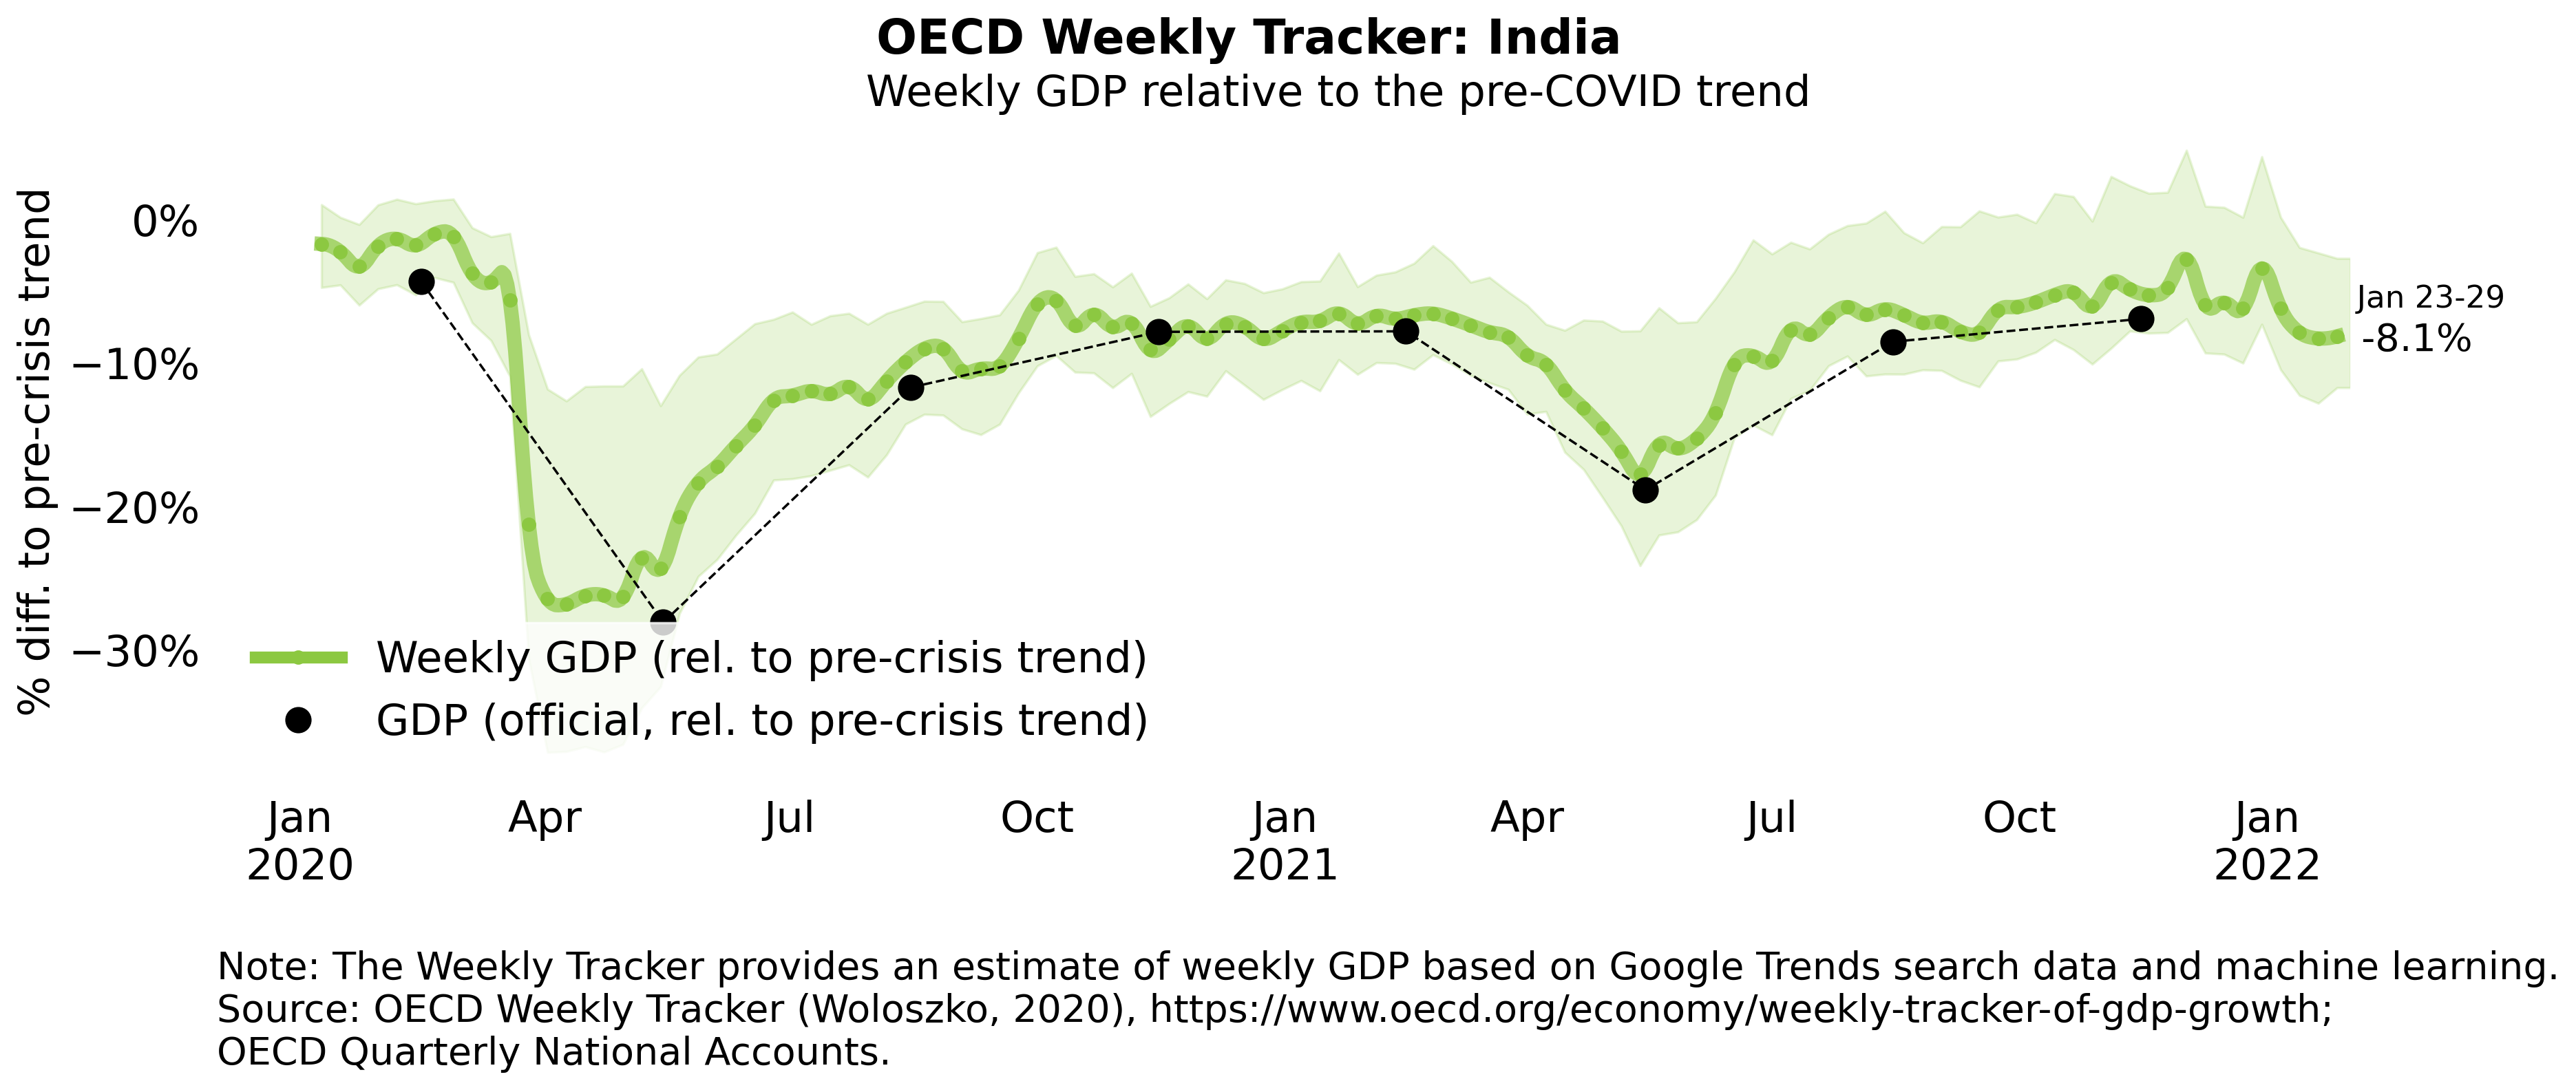 OECD Weekly Tracker: India
Weekly GDP relative to the pre-COVID trend
% diff. to pre-crisis trend
0%
−10%
−20%
−30%
Jan 23-29
-8.1%
Weekly GDP (rel. to pre-crisis trend)
GDP (official, rel. to pre-crisis trend)
Jan Apr Jul Oct Jan Apr Jul Oct Jan
2020 2021 2022
Note: The Weekly Tracker provides an estimate of weekly GDP based on Google Trends search data and machine learning.
Source: OECD Weekly Tracker (Woloszko, 2020), https://www.oecd.org/economy/weekly-tracker-of-gdp-growth;
OECD Quarterly National Accounts.